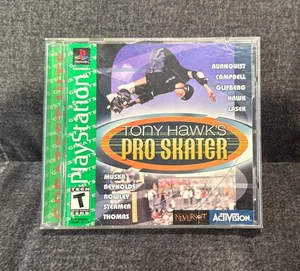 PlayStation
BURNQUIST
CAMPBELL
GLIFBERG
HAWK
LASEK
TONY HAWK'S
PRO SKATER
MUSKA
REYNOLDS
ROWLEY
STEAMER
THOMAS
TEEN
T
NEVERSOFT
ACTIVISION